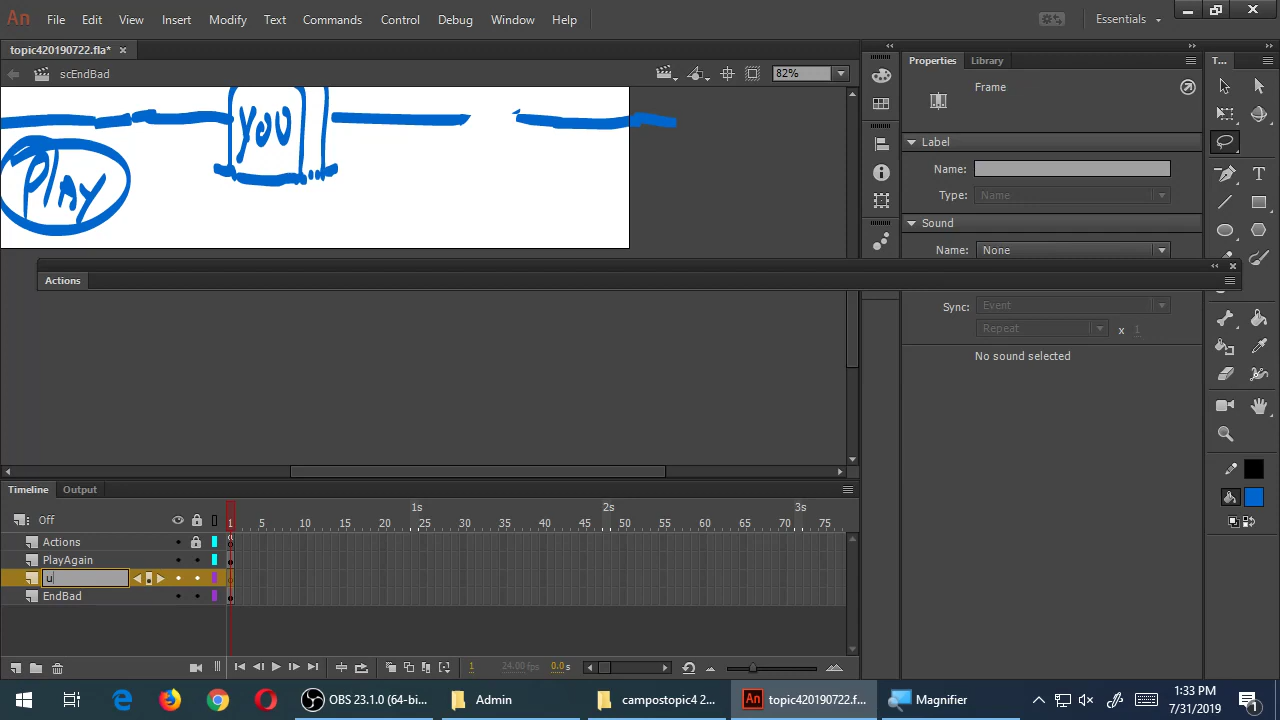 An File Edit View Insert Modify Text Commands Control Debug Window Help Essentials
topic420190722.fla*
scEndBad 82%
YOU
PlAy
Properties Library T...
Frame
Label
Name:
Type: Name
Sound
Name: None
Actions
Sync: Event
Repeat x 1
No sound selected
Timeline Output
Off 1s 2s 3s
1 5 10 15 20 25 30 35 40 45 50 55 60 65 70 75
Actions
PlayAgain
u
EndBad
1 24.00 fps 0.0s
OBS 23.1.0 (64-bi... Admin campostopic4 2... An topic420190722.f... Magnifier
1:33 PM
7/31/2019
1